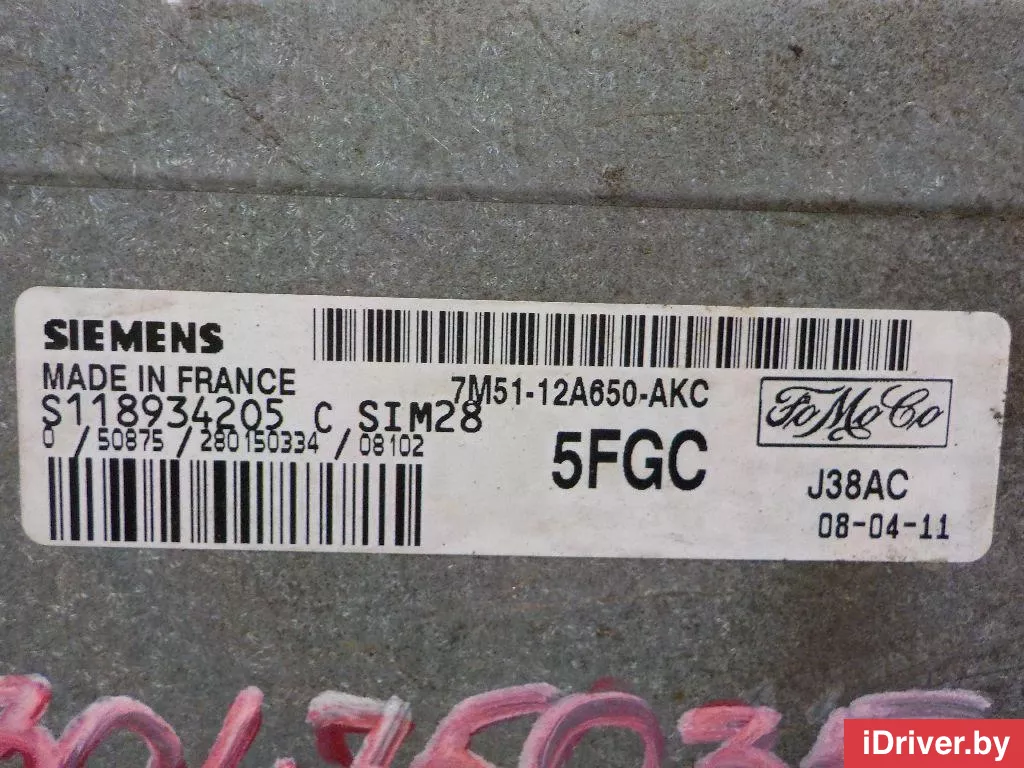 SIEMENS
MADE IN FRANCE
7M51-12A650-AKC
S118934205 C SIM28
0 / 50875 / 280150334 / 08102
5FGC
FoMoCo
J38AC
08-04-11
iDriver.by